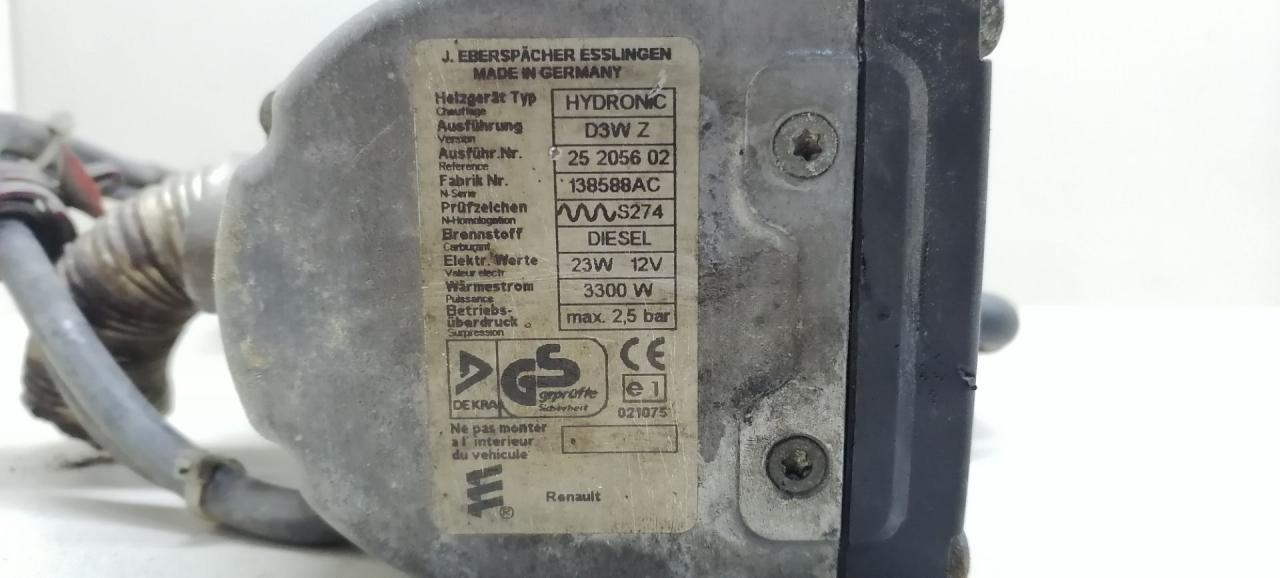 J. EBERSPÄCHER ESSLINGEN
MADE IN GERMANY
Heizgerät Typ HYDRONIC
Chauffage
Ausführung D3W Z
Version
Ausführ.Nr. 25 2056 02
Reference
Fabrik Nr. 138588AC
N-Serie
Prüfzeichen S274
N-Homologation
Brennstoff DIESEL
Carburant
Elektr. Werte 23W 12V
Valeur electr
Wärmestrom 3300 W
Puissance
Betriebs-
überdruck max. 2,5 bar
Surpression
DEKRA
GS
geprüfte
Sicherheit
CE
e1
021075
Ne pas monter
a l' interieur
du vehicule
® Renault